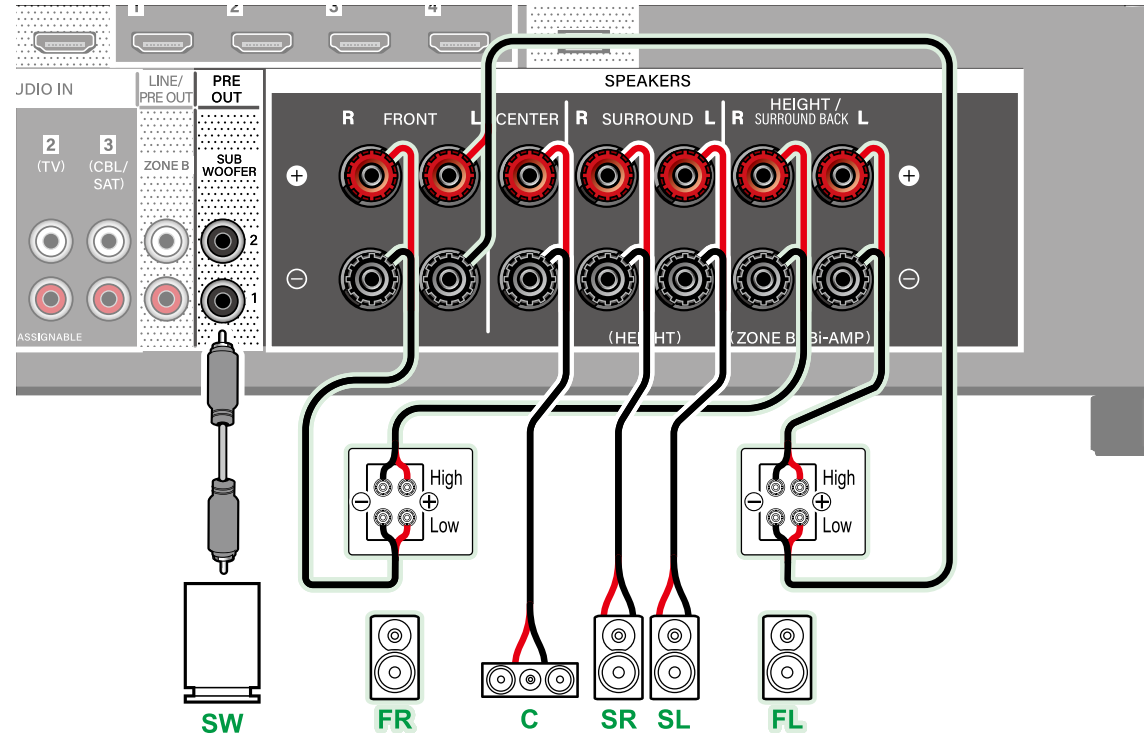 1 2 3 4
UDIO IN
LINE/
PRE OUT
PRE
OUT
SPEAKERS
R FRONT L
CENTER
R SURROUND L
HEIGHT /
R SURROUND BACK L
2
(TV)
3
(CBL/
SAT)
ZONE B
SUB
WOOFER
+
+
2
−
−
1
ASSIGNABLE
(HEIGHT)
(ZONE B/Bi-AMP)
High
− +
Low
High
− +
Low
SW
FR
C
SR
SL
FL